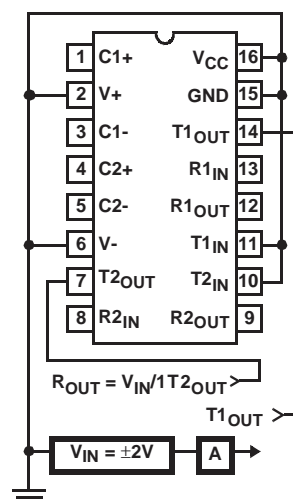 1 C1+ VCC 16
2 V+ GND 15
3 C1- T1OUT 14
4 C2+ R1IN 13
5 C2- R1OUT 12
6 V- T1IN 11
7 T2OUT T2IN 10
8 R2IN R2OUT 9
ROUT = VIN/1T2OUT
T1OUT
VIN = ±2V A